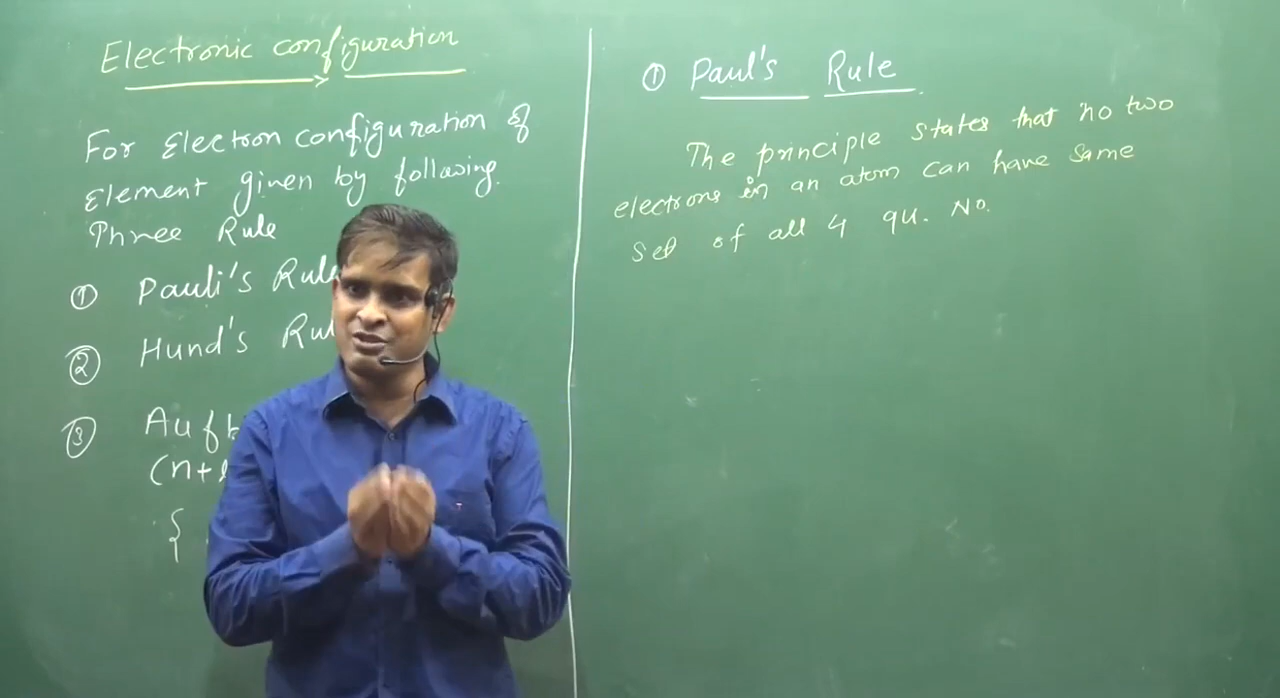 Electronic configuration
For Electron configuration of
Element given by following.
Three Rule
① Pauli's Rule
② Hund's Rul
③ Aufb
(n+l
{
① Paul's Rule
The principle states that no two
electrons in an atom can have same
set of all 4 qu. No.